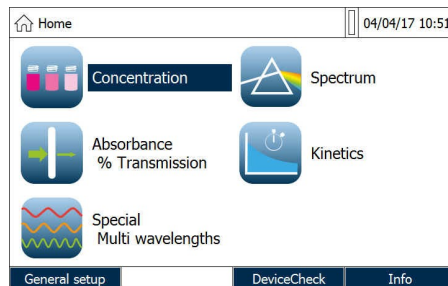 Home
04/04/17 10:51
Concentration
Spectrum
Absorbance
% Transmission
Kinetics
Special
Multi wavelengths
General setup
DeviceCheck
Info